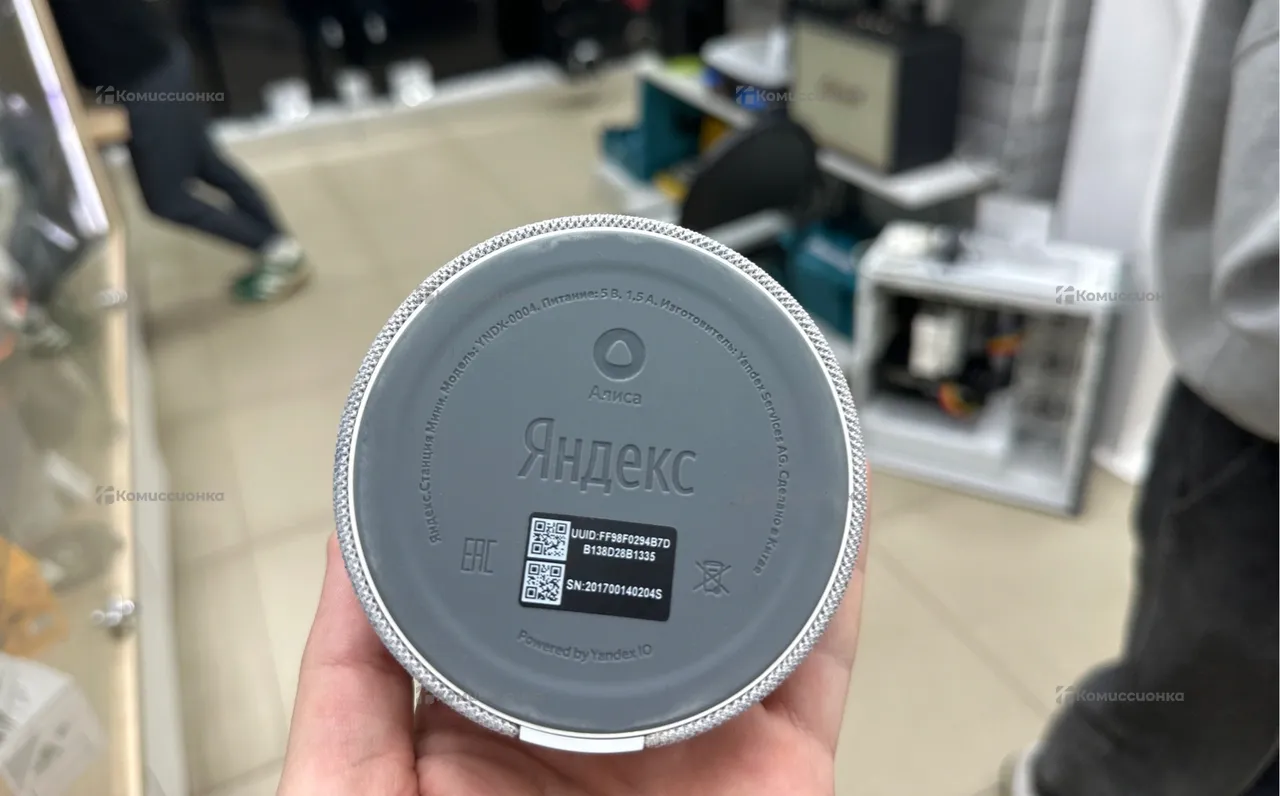 Комиссионка
Комиссионка
Комиссионка
Яндекс.Станция Мини. Модель: YNDX-0004. Питание: 5 В, 1.5 А. Изготовитель: Yandex Services AG. Сделано в Китае
Алиса
Яндекс
Комиссионка
UUID:FF98F0294B7D
B138D28B1335
EAC
SN:201700140204S
Powered by Yandex IO
Комиссионка